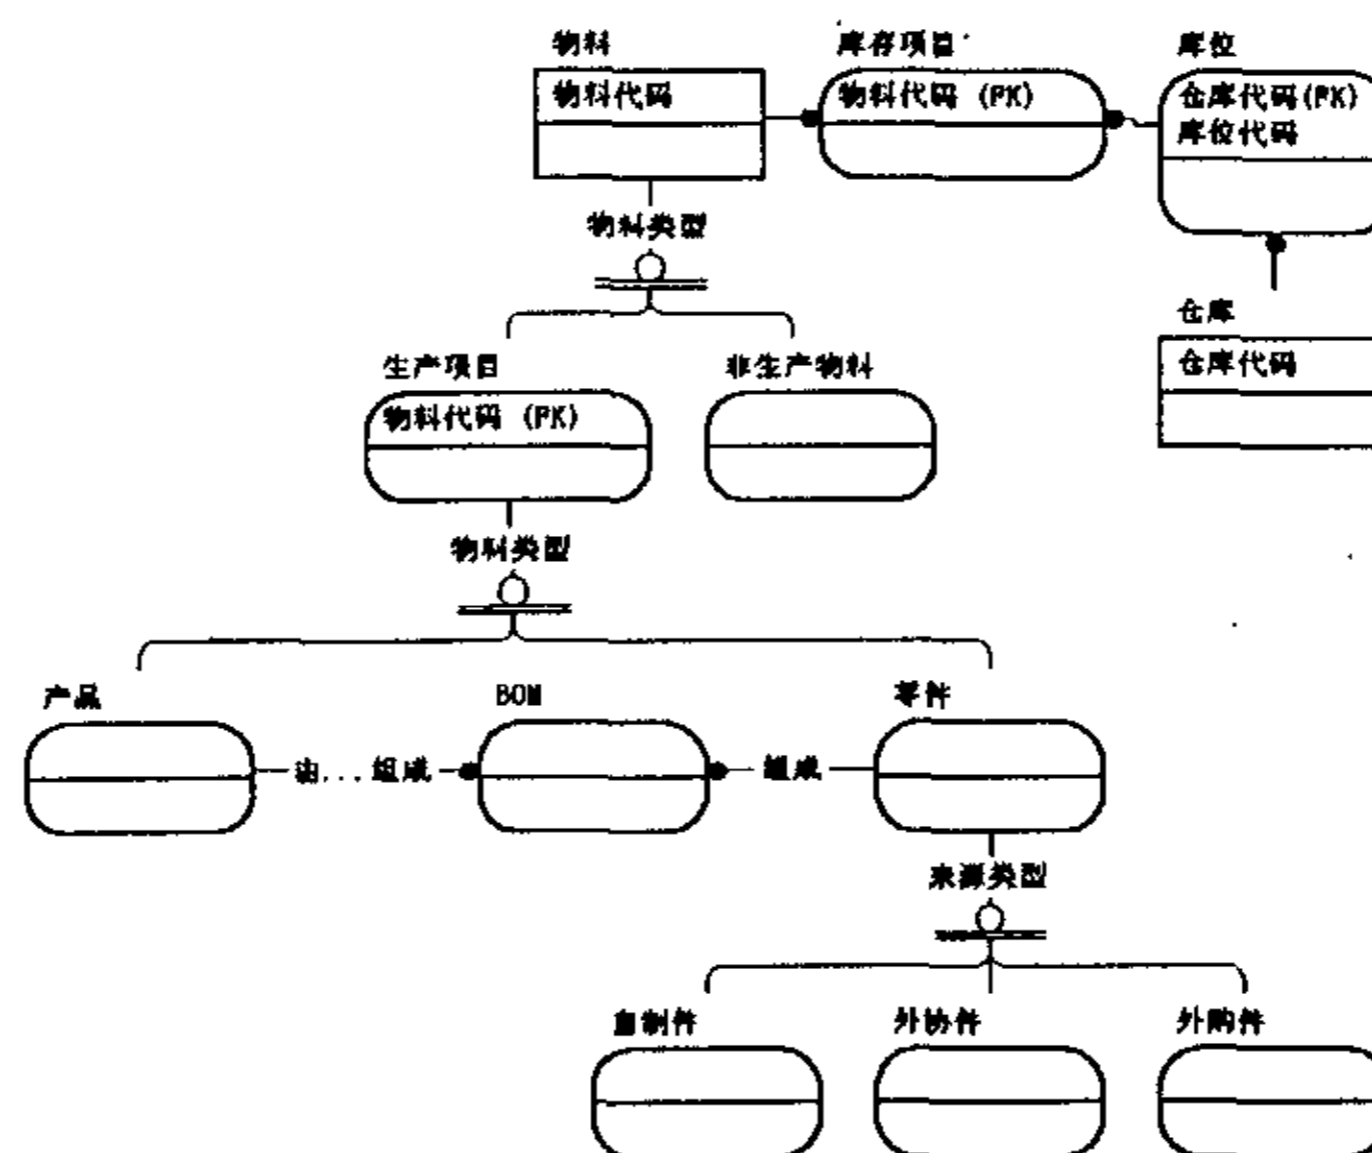 物料
库存项目
库位
物料代码
物料代码 (PK)
仓库代码(PK)
库位代码
物料类型
仓库
仓库代码
生产项目
非生产物料
物料代码 (PK)
物料类型
产品
BOM
零件
由...组成
组成
来源类型
自制件
外协件
外购件